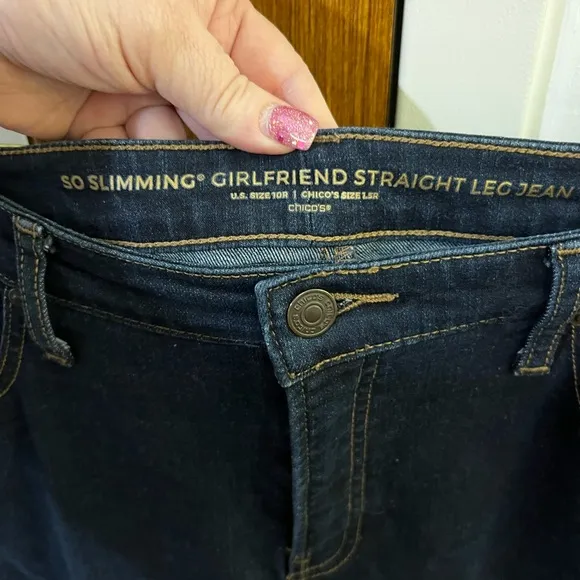 SO SLIMMING® GIRLFRIEND STRAIGHT LEG JEAN
U.S. SIZE 10R | CHICO'S SIZE 1.5R
chico's®